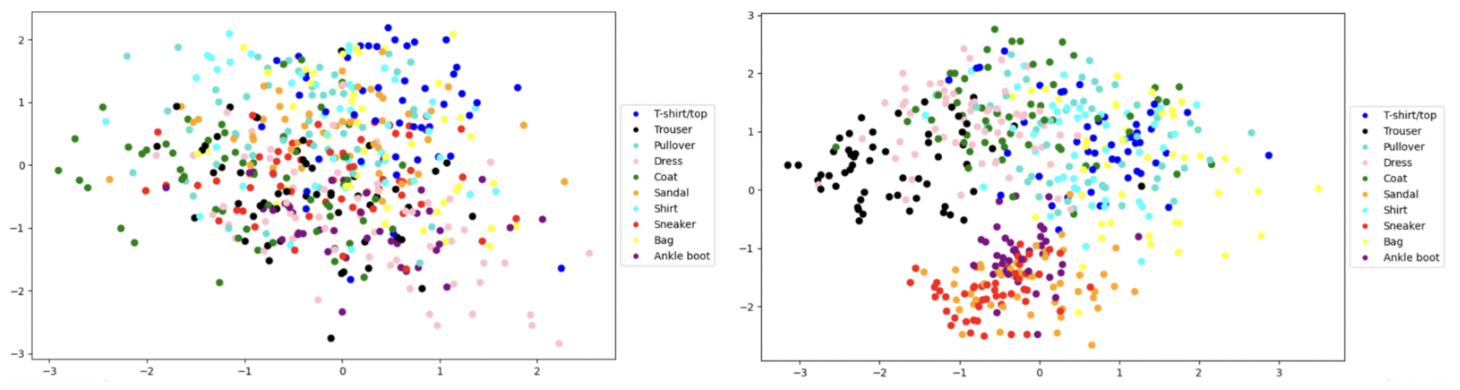 2
1
0
−1
−2
−3
−3
−2
−1
0
1
2
T-shirt/top
Trouser
Pullover
Dress
Coat
Sandal
Shirt
Sneaker
Bag
Ankle boot
3
2
1
0
−1
−2
−3
−2
−1
0
1
2
3
T-shirt/top
Trouser
Pullover
Dress
Coat
Sandal
Shirt
Sneaker
Bag
Ankle boot